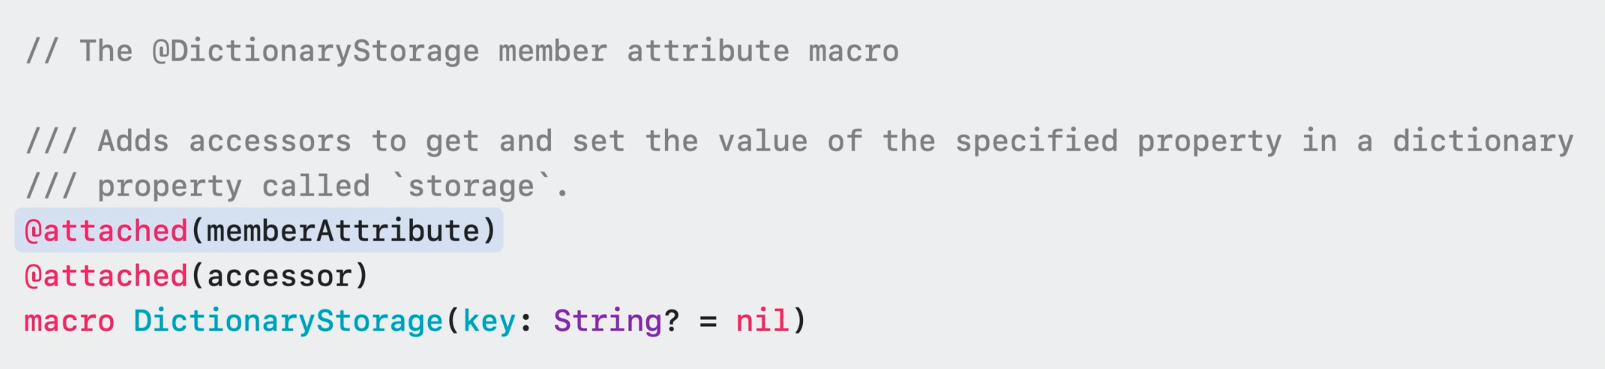 // The @DictionaryStorage member attribute macro
/// Adds accessors to get and set the value of the specified property in a dictionary
/// property called `storage`.
@attached(memberAttribute)
@attached(accessor)
macro DictionaryStorage(key: String? = nil)